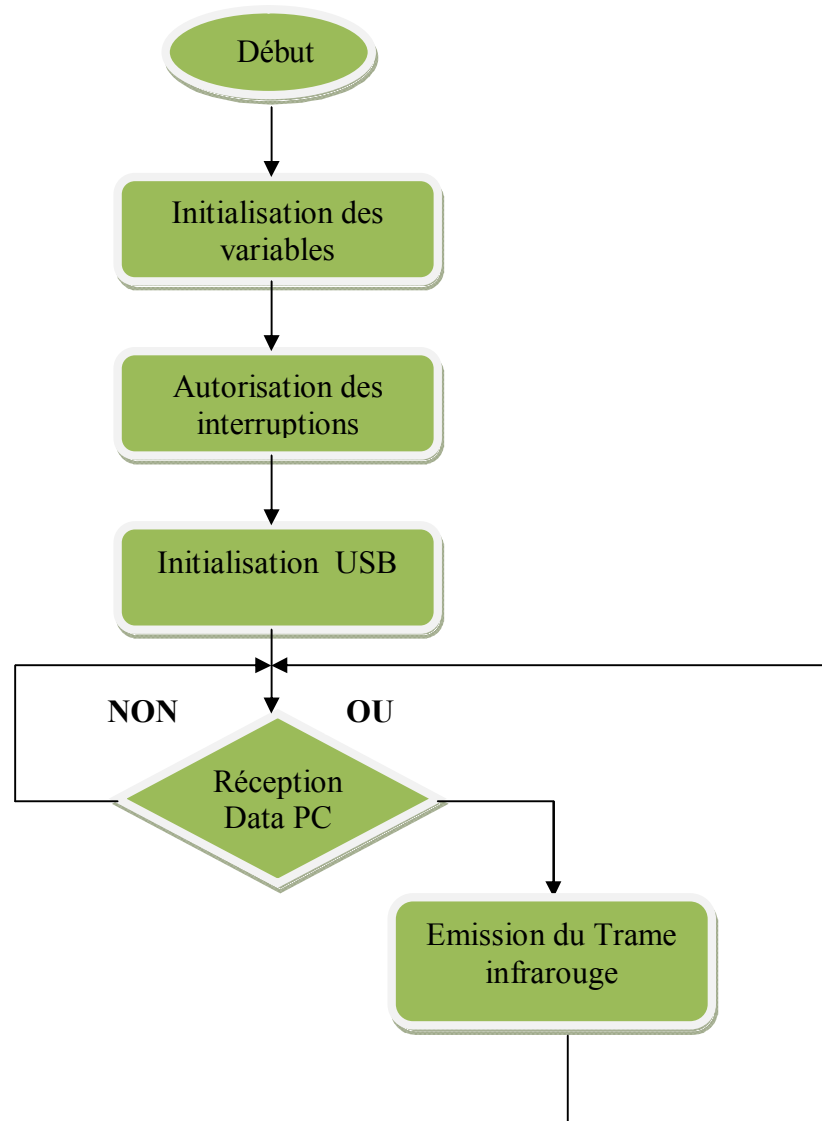 Début
Initialisation des
variables
Autorisation des
interruptions
Initialisation USB
NON
OU
Réception
Data PC
Emission du Trame
infrarouge